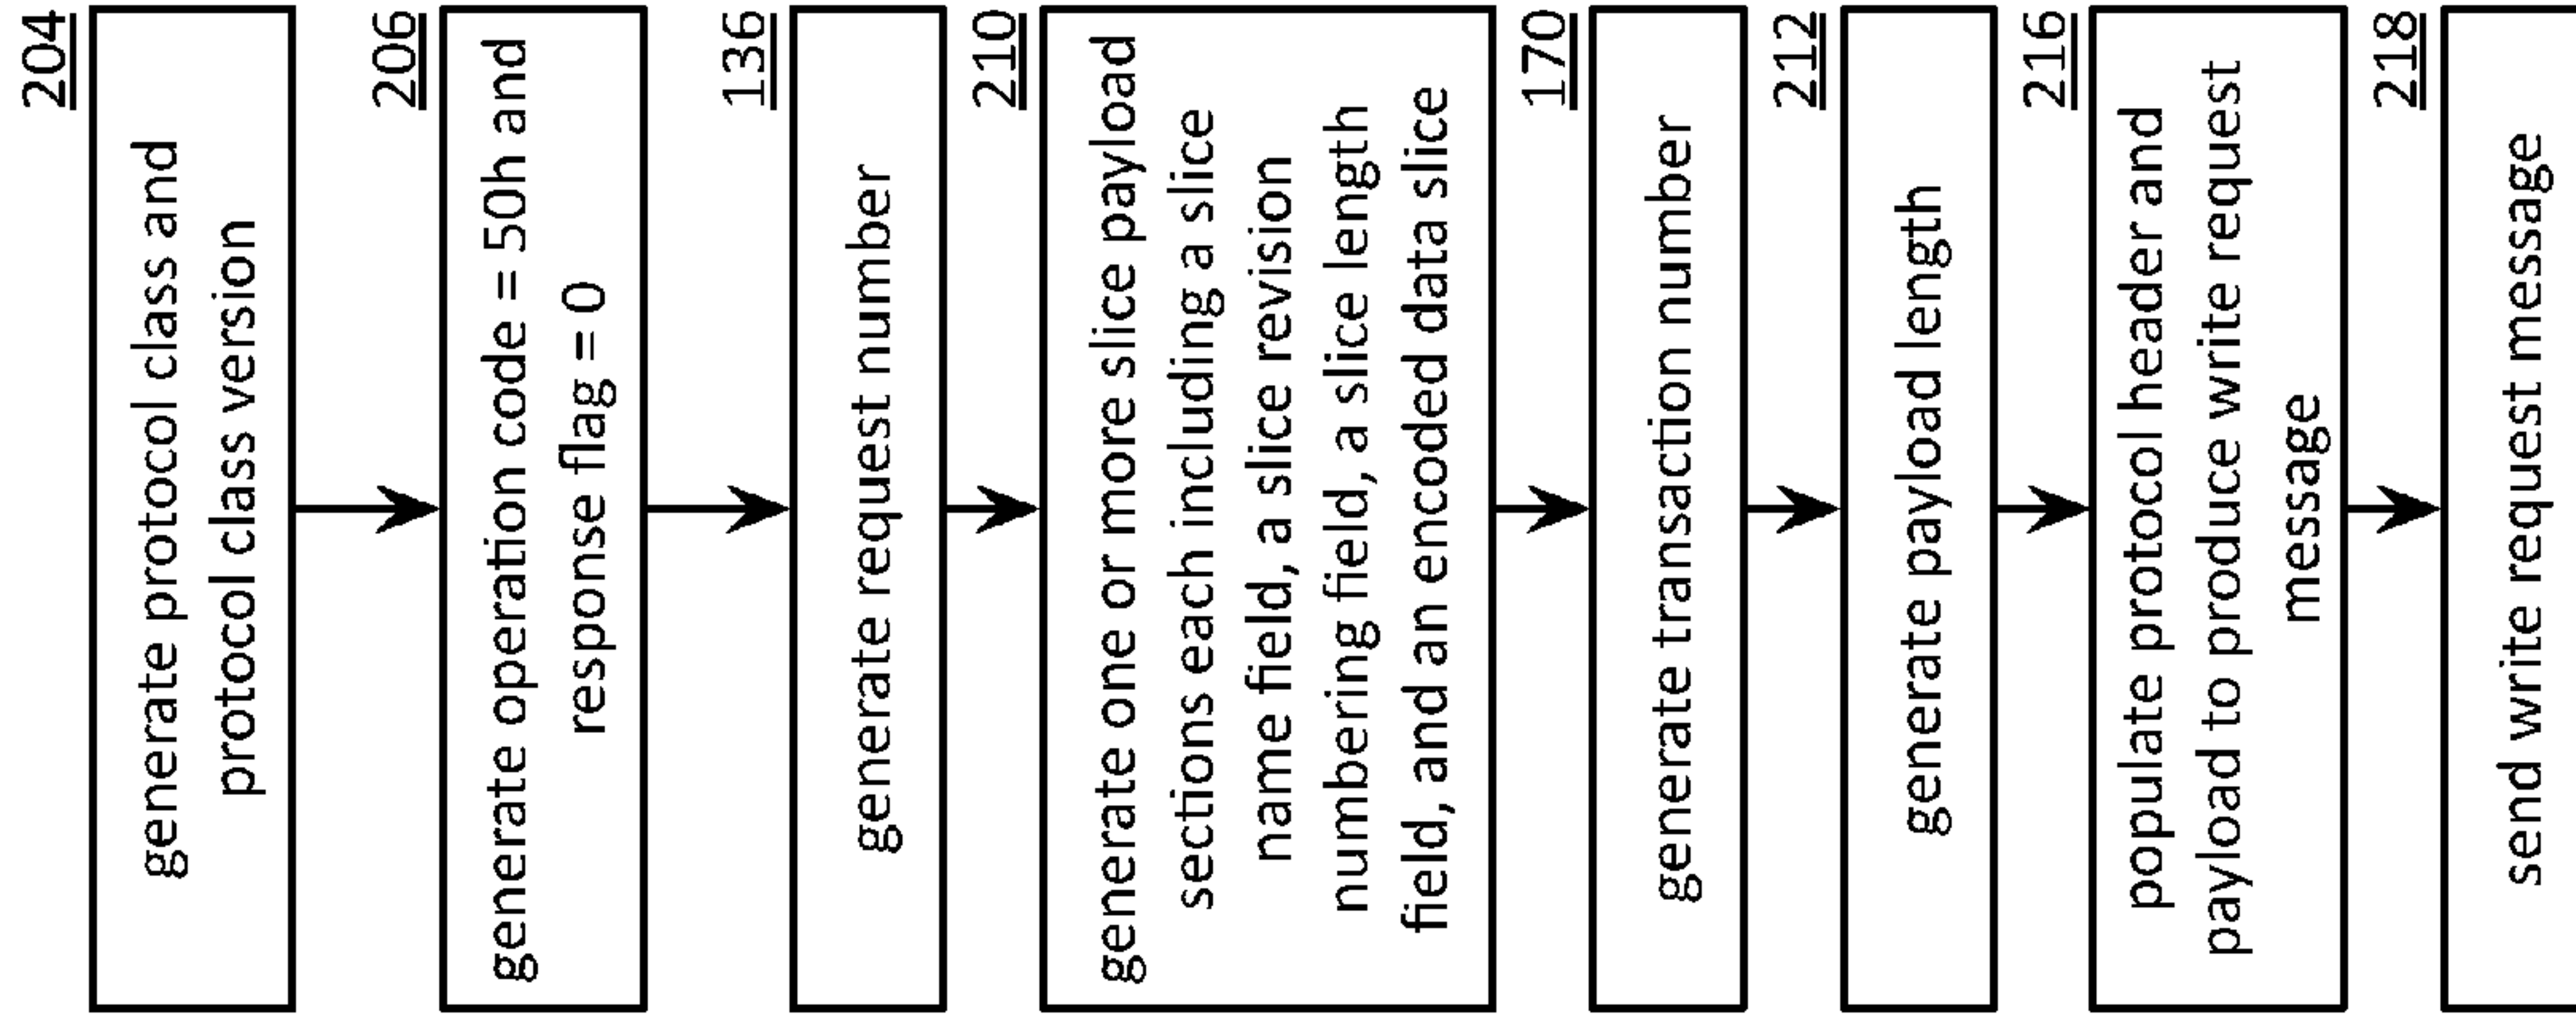 204
generate protocol class and
protocol class version
206
generate operation code = 50h and
response flag = 0
136
generate request number
210
generate one or more slice payload
sections each including a slice
name field, a slice revision
numbering field, a slice length
field, and an encoded data slice
170
generate transaction number
212
generate payload length
216
populate protocol header and
payload to produce write request
message
218
send write request message